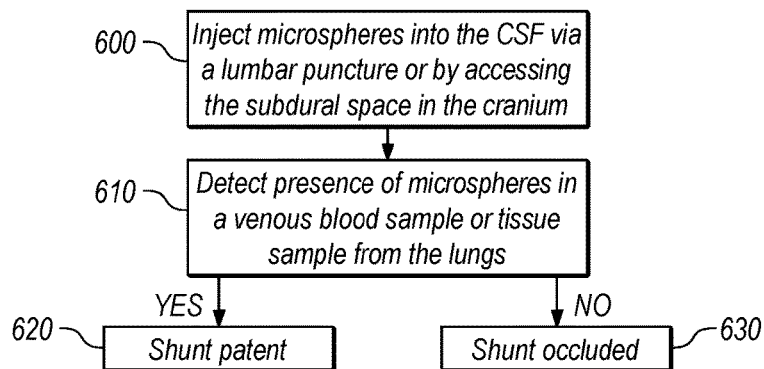 600
Inject microspheres into the CSF via
a lumbar puncture or by accessing
the subdural space in the cranium
610
Detect presence of microspheres in
a venous blood sample or tissue
sample from the lungs
YES
NO
620
Shunt patent
Shunt occluded
630